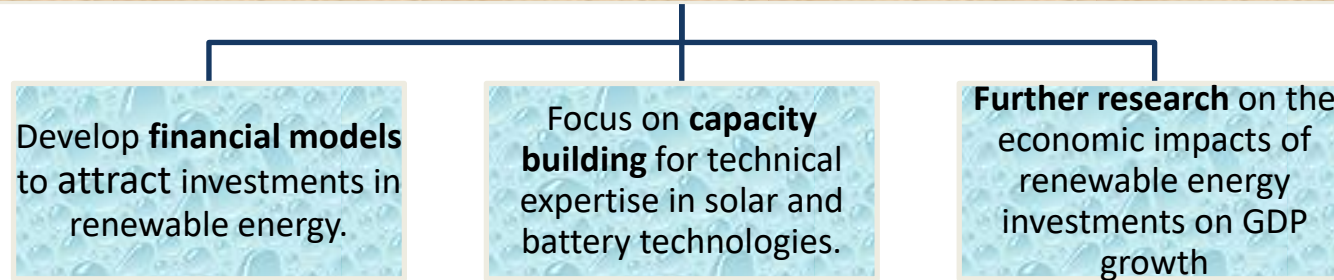 Develop financial models
to attract investments in
renewable energy.
Focus on capacity
building for technical
expertise in solar and
battery technologies.
Further research on the
economic impacts of
renewable energy
investments on GDP
growth